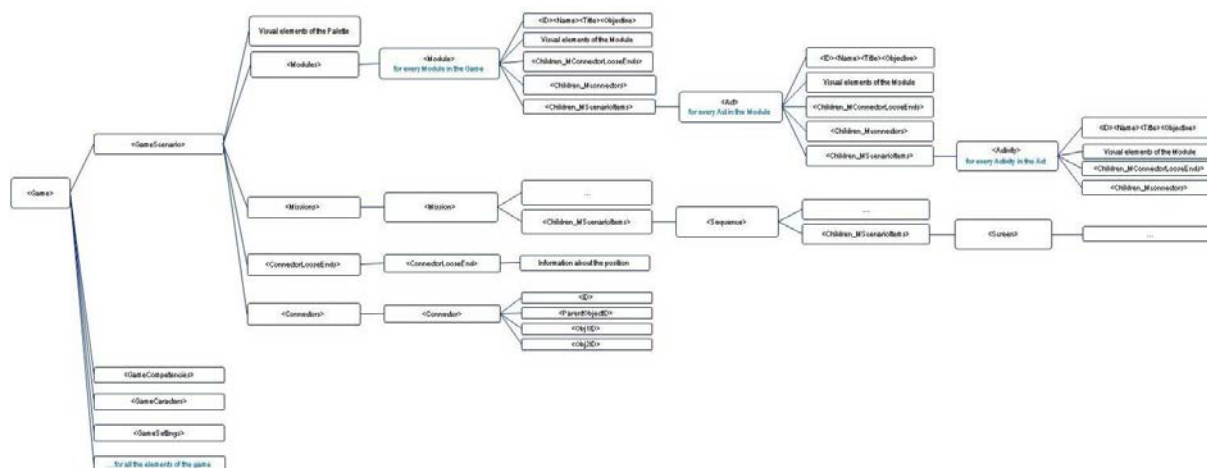 <Game>
<GameScenario>
Visual elements of the Palette
<Modules>
<Module>
for every Module in the Game
<ID><Name><Title><Objective>
Visual elements of the Module
<Children_MConnectorLooseEnds>
<Children_Mconnectors>
<Children_MScenarioItems>
<Act>
for every Act in the Module
<ID><Name><Title><Objective>
Visual elements of the Module
<Children_MConnectorLooseEnds>
<Children_Mconnectors>
<Children_MScenarioItems>
<Activity>
for every Activity in the Act
<ID><Name><Title><Objective>
Visual elements of the Module
<Children_MConnectorLooseEnds>
<Children_Mconnectors>
<Missions>
<Mission>
...
<Children_MScenarioItems>
<Sequence>
...
<Children_MScenarioItems>
<Screen>
...
<ConnectorLooseEnds>
<ConnectorLooseEnd>
Information about the position
<Connectors>
<Connector>
<ID>
<ParentObjectID>
<Obj1ID>
<Obj2ID>
<GameCompetencies>
<GameCaracters>
<GameSettings>
... for all the elements of the game